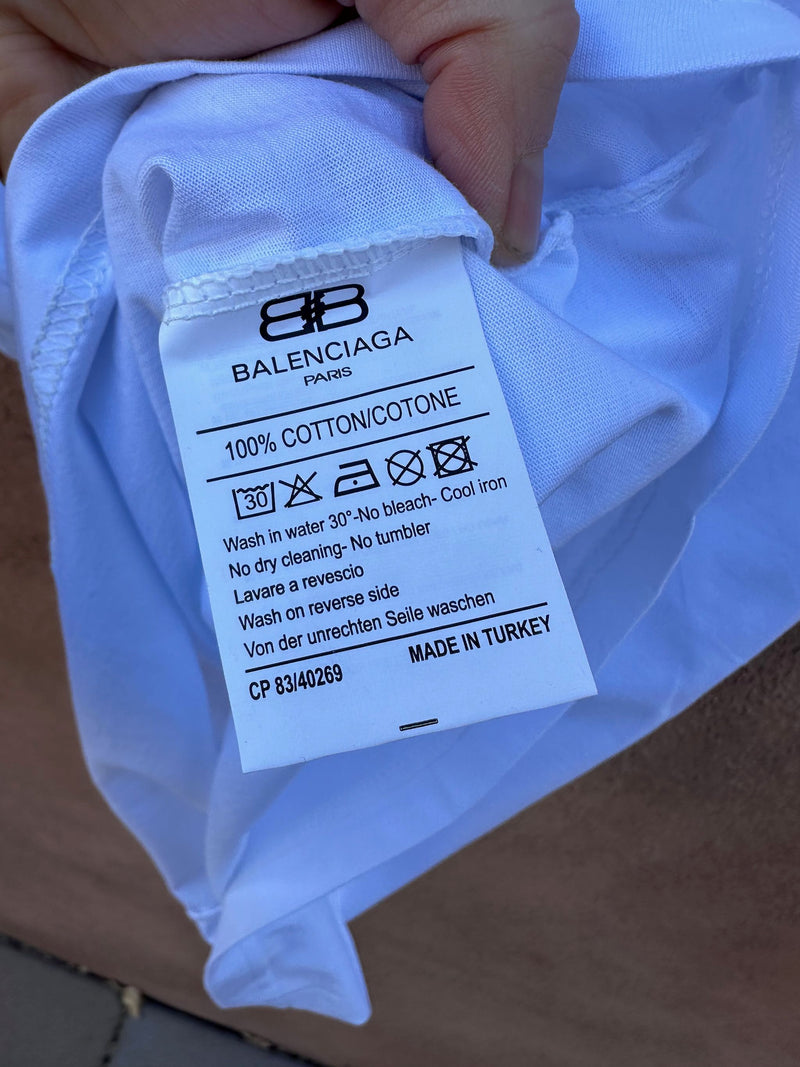 BB
BALENCIAGA
PARIS
100% COTTON/COTONE
30
Wash in water 30°-No bleach- Cool iron
No dry cleaning- No tumbler
Lavare a revescio
Wash on reverse side
Von der unrechten Seile waschen
CP 83/40269 MADE IN TURKEY